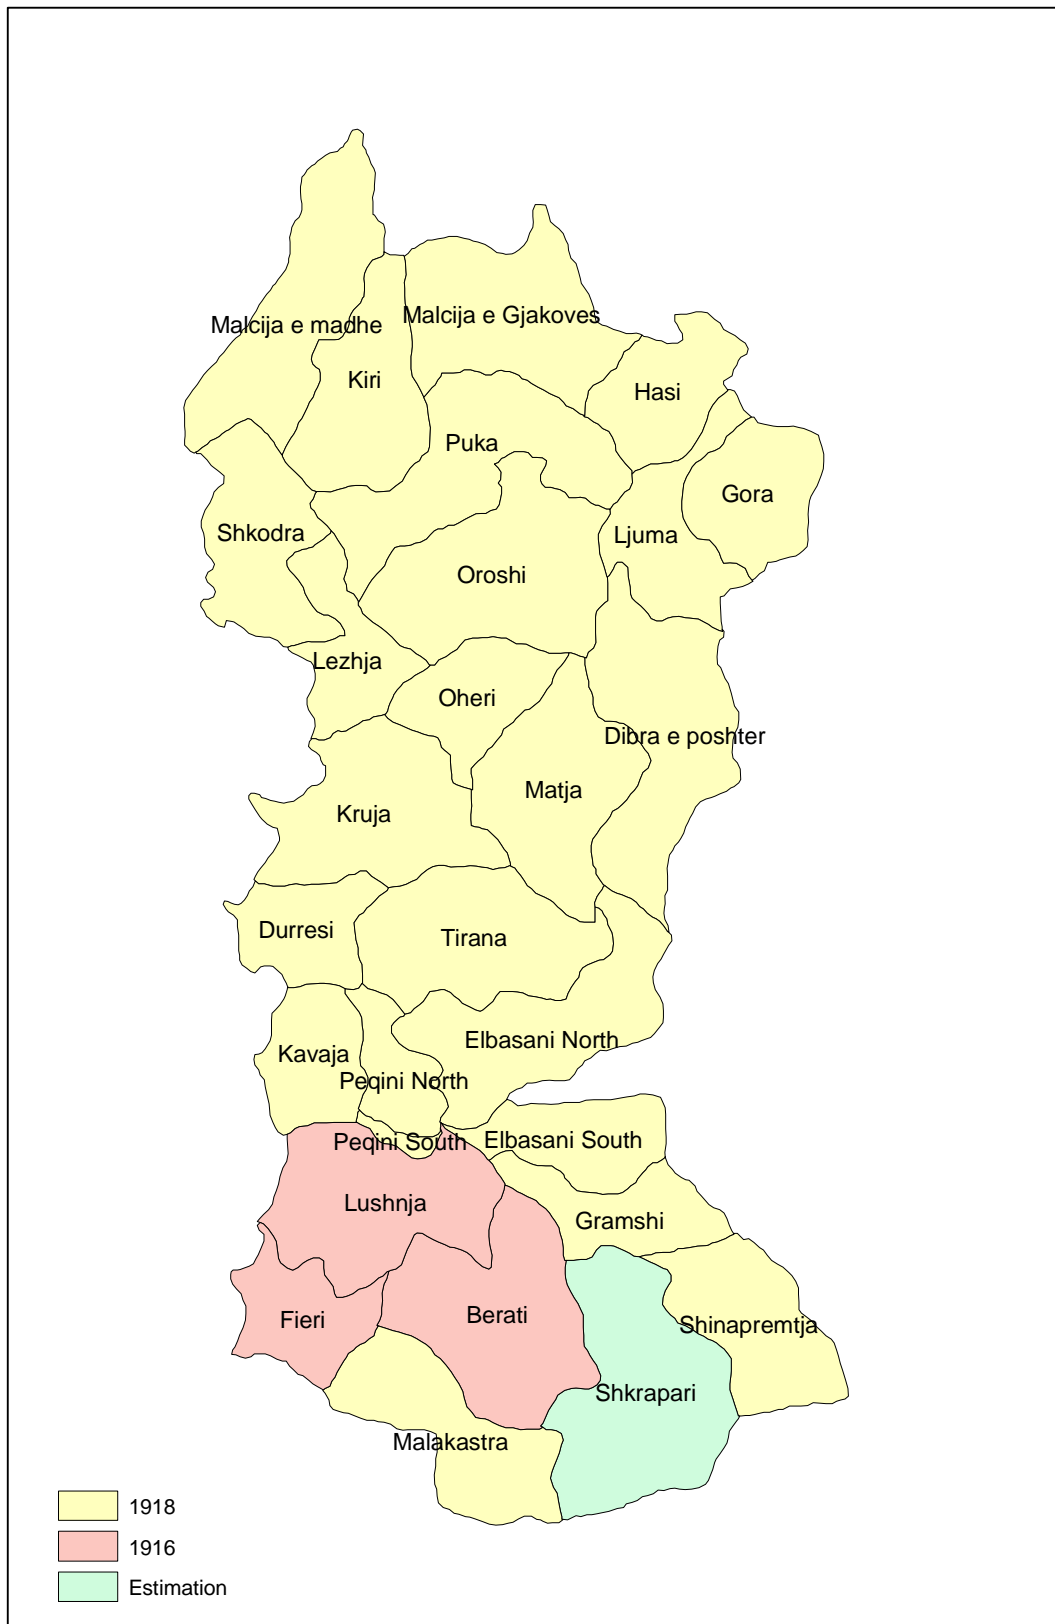 Malcija e madhe
Malcija e Gjakoves
Kiri
Hasi
Puka
Gora
Shkodra
Ljuma
Oroshi
Lezhja
Oheri
Dibra e poshter
Matja
Kruja
Durresi
Tirana
Elbasani North
Kavaja
Peqini North
Peqini South
Elbasani South
Lushnja
Gramshi
Fieri
Berati
Shinapremtja
Shkrapari
Malakastra
1918
1916
Estimation